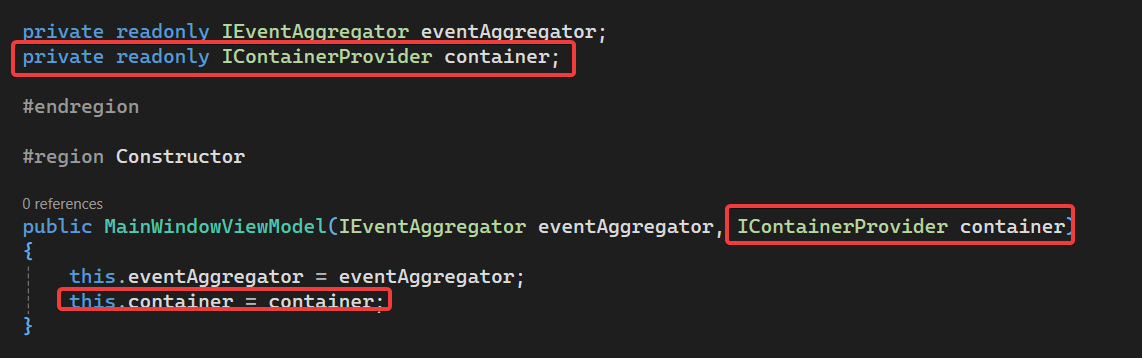 private readonly IEventAggregator eventAggregator;
private readonly IContainerProvider container;
#endregion
#region Constructor
0 references
public MainWindowViewModel(IEventAggregator eventAggregator, IContainerProvider container)
{
this.eventAggregator = eventAggregator;
this.container = container;
}